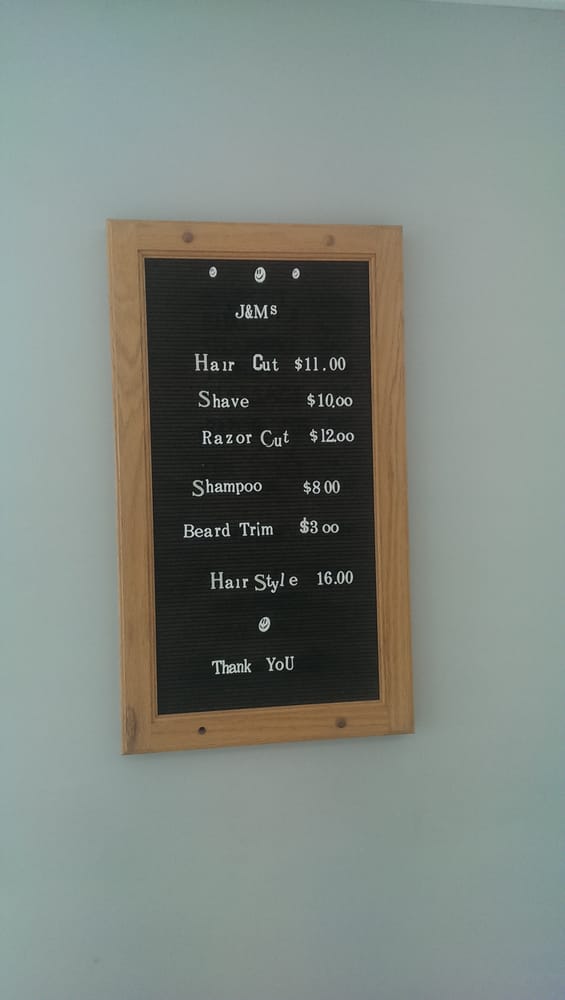 J&Ms
Hair Cut $11.00
Shave $10.00
Razor Cut $12.00
Shampoo $8 00
Beard Trim $3 00
Hair Style 16.00
Thank YoU